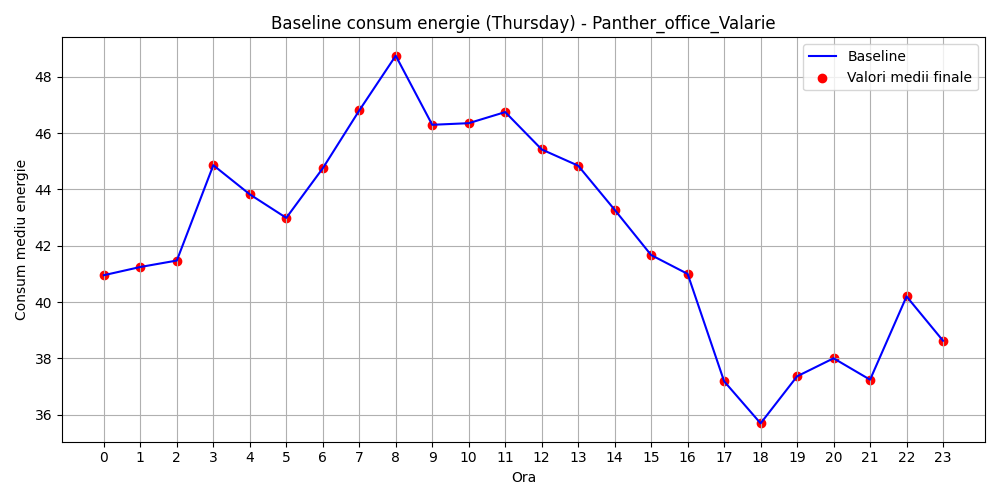 Baseline consum energie (Thursday) - Panther_office_Valarie
Baseline
Valori medii finale
Consum mediu energie
48
46
44
42
40
38
36
0 1 2 3 4 5 6 7 8 9 10 11 12 13 14 15 16 17 18 19 20 21 22 23
Ora